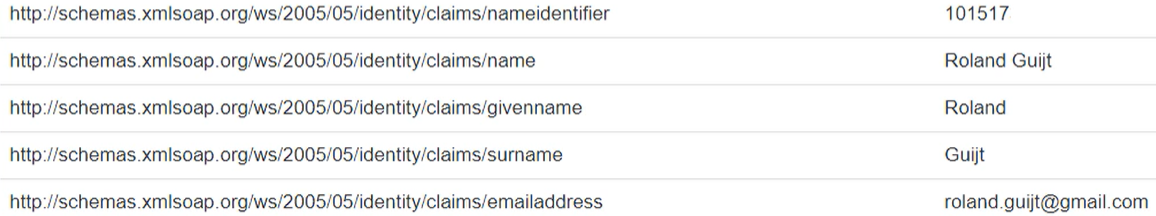 http://schemas.xmlsoap.org/ws/2005/05/identity/claims/nameidentifier 101517
http://schemas.xmlsoap.org/ws/2005/05/identity/claims/name Roland Guijt
http://schemas.xmlsoap.org/ws/2005/05/identity/claims/givenname Roland
http://schemas.xmlsoap.org/ws/2005/05/identity/claims/surname Guijt
http://schemas.xmlsoap.org/ws/2005/05/identity/claims/emailaddress roland.guijt@gmail.com